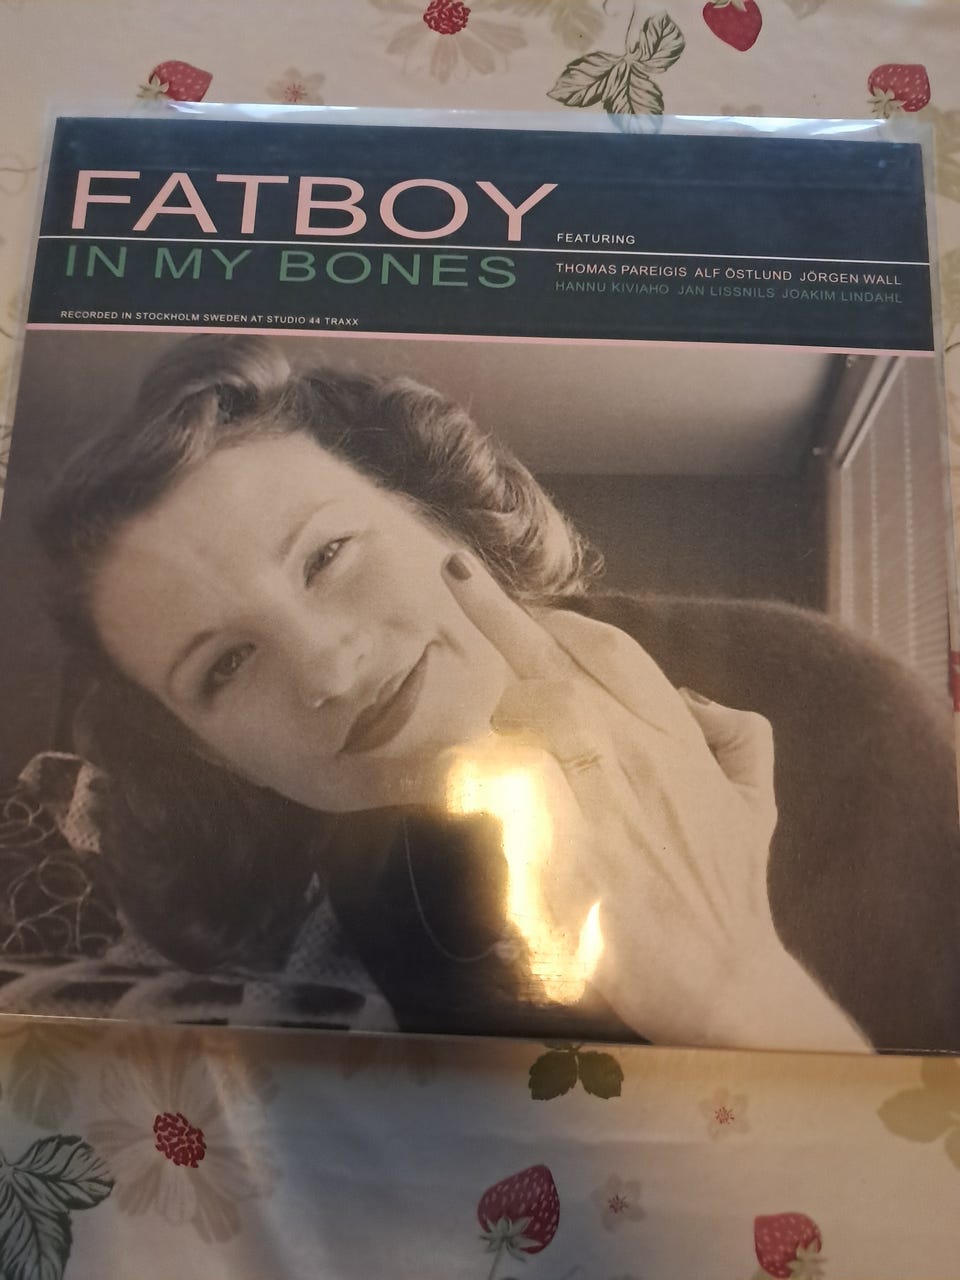 FATBOY
FEATURING
IN MY BONES
THOMAS PAREIGIS ALF ÖSTLUND JÖRGEN WALL
HANNU KIVIAHO JAN LISSNILS JOAKIM LINDAHL
RECORDED IN STOCKHOLM SWEDEN AT STUDIO 44 TRAXX